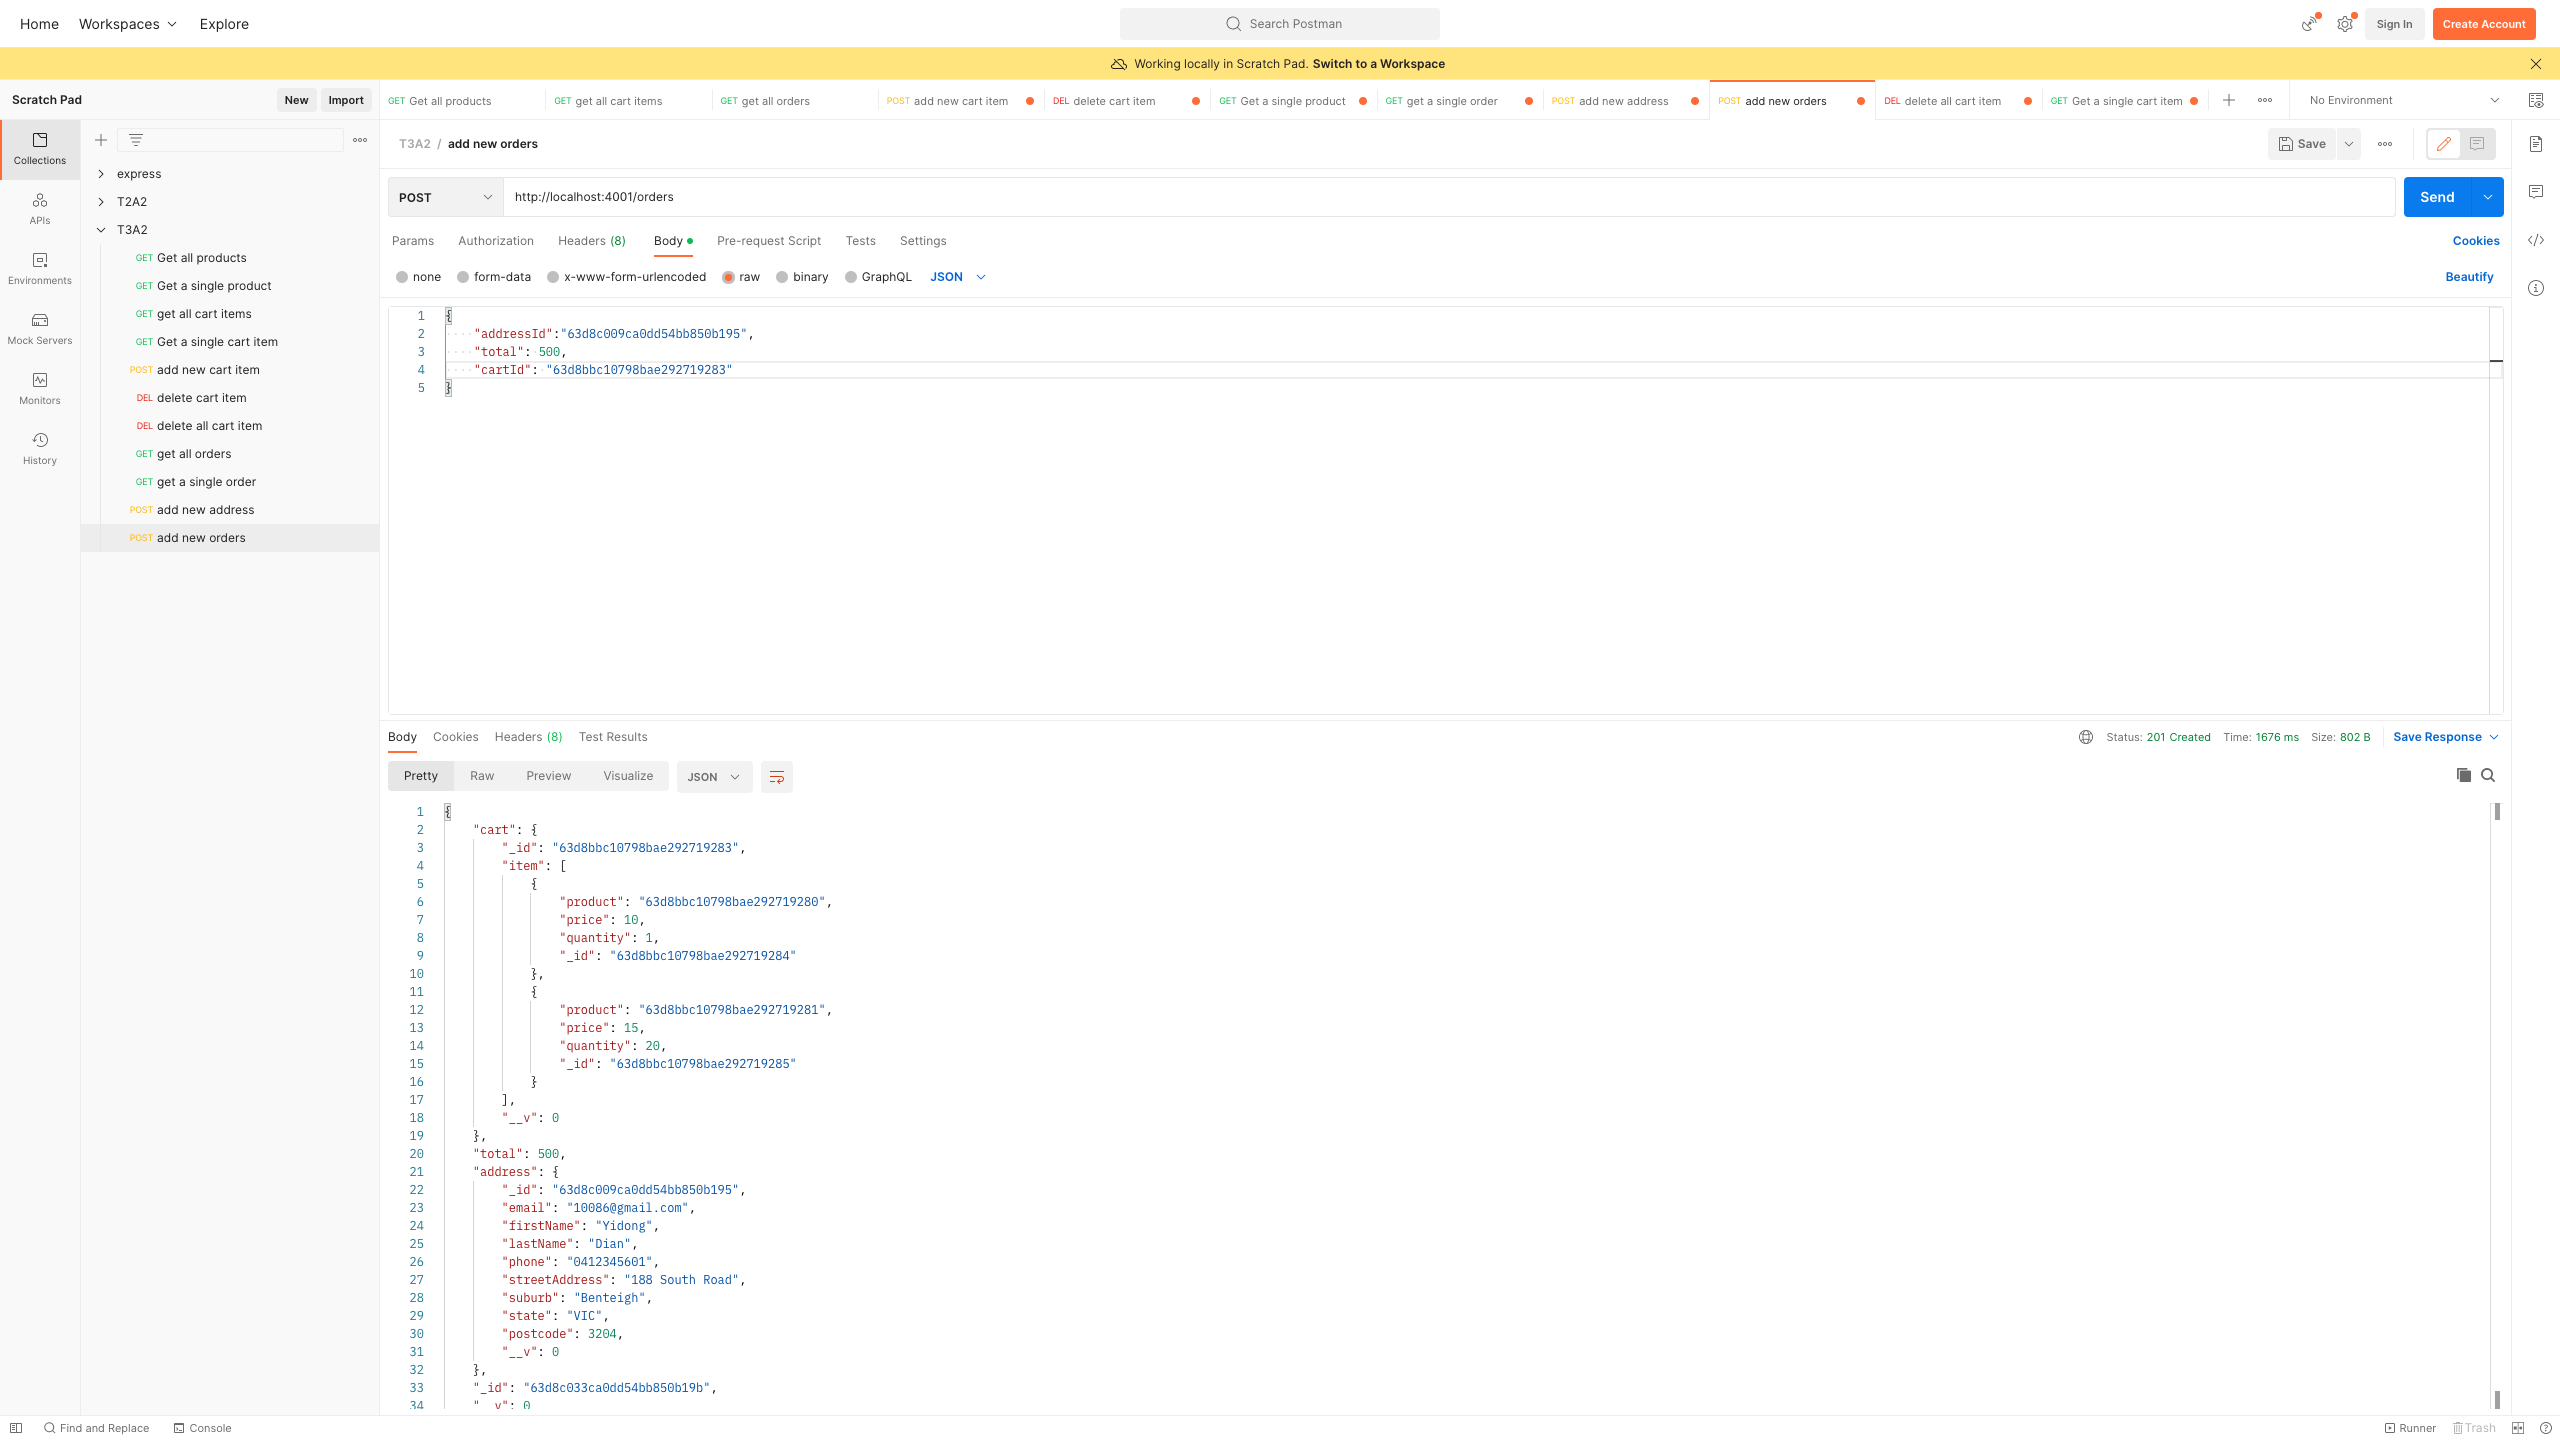 Home Workspaces Explore Search Postman Sign In Create Account
Working locally in Scratch Pad. Switch to a Workspace
Scratch Pad New Import
GET Get all products GET get all cart items GET get all orders POST add new cart item DEL delete cart item GET Get a single product GET get a single order POST add new address POST add new orders DEL delete all cart item GET Get a single cart item No Environment
Collections
APIs
Environments
Mock Servers
Monitors
History
express
T2A2
T3A2
GET Get all products
GET Get a single product
GET get all cart items
GET Get a single cart item
POST add new cart item
DEL delete cart item
DEL delete all cart item
GET get all orders
GET get a single order
POST add new address
POST add new orders
T3A2 / add new orders Save
POST http://localhost:4001/orders Send
Params Authorization Headers (8) Body Pre-request Script Tests Settings Cookies
none form-data x-www-form-urlencoded raw binary GraphQL JSON Beautify
1 {
2 "addressId":"63d8c009ca0dd54bb850b195",
3 "total": 500,
4 "cartId": "63d8bbc10798bae292719283"
5 }
Body Cookies Headers (8) Test Results Status: 201 Created Time: 1676 ms Size: 802 B Save Response
Pretty Raw Preview Visualize JSON
1 {
2 "cart": {
3 "_id": "63d8bbc10798bae292719283",
4 "item": [
5 {
6 "product": "63d8bbc10798bae292719280",
7 "price": 10,
8 "quantity": 1,
9 "_id": "63d8bbc10798bae292719284"
10 },
11 {
12 "product": "63d8bbc10798bae292719281",
13 "price": 15,
14 "quantity": 20,
15 "_id": "63d8bbc10798bae292719285"
16 }
17 ],
18 "__v": 0
19 },
20 "total": 500,
21 "address": {
22 "_id": "63d8c009ca0dd54bb850b195",
23 "email": "10086@gmail.com",
24 "firstName": "Yidong",
25 "lastName": "Dian",
26 "phone": "0412345601",
27 "streetAddress": "188 South Road",
28 "suburb": "Benteigh",
29 "state": "VIC",
30 "postcode": 3204,
31 "__v": 0
32 },
33 "_id": "63d8c033ca0dd54bb850b19b",
34 "__v": 0
Find and Replace Console Runner Trash